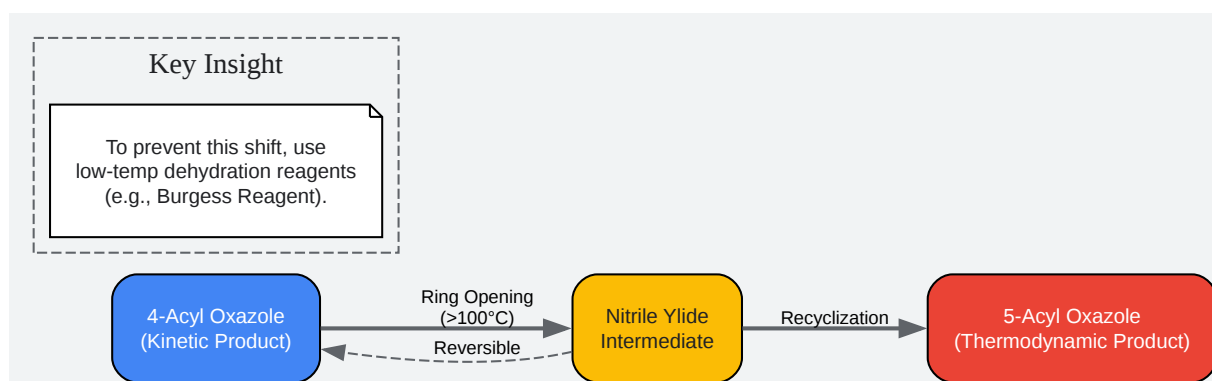 Key Insight
To prevent this shift, use
low-temp dehydration reagents
(e.g., Burgess Reagent).
4-Acyl Oxazole
(Kinetic Product)
Ring Opening
(>100°C)
Reversible
Nitrile Ylide
Intermediate
Recyclization
5-Acyl Oxazole
(Thermodynamic Product)